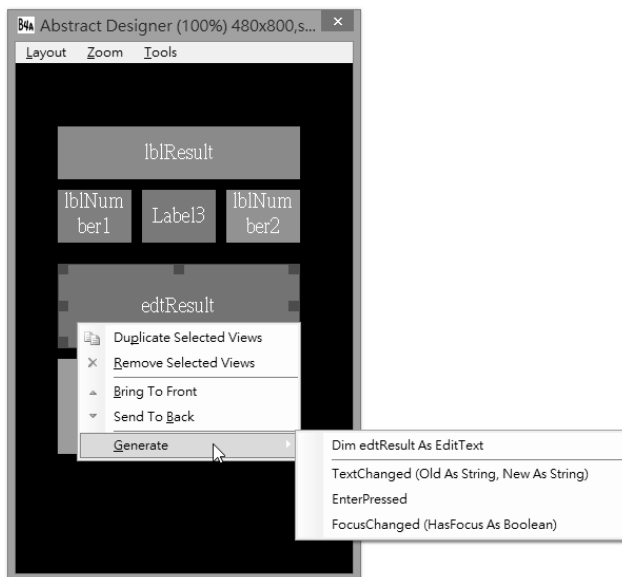 B4A Abstract Designer (100%) 480x800,s... ×
Layout Zoom Tools
lblResult
lblNum
ber1
Label3
lblNum
ber2
edtResult
Duplicate Selected Views
Remove Selected Views
Bring To Front
Send To Back
Generate
Dim edtResult As EditText
TextChanged (Old As String, New As String)
EnterPressed
FocusChanged (HasFocus As Boolean)